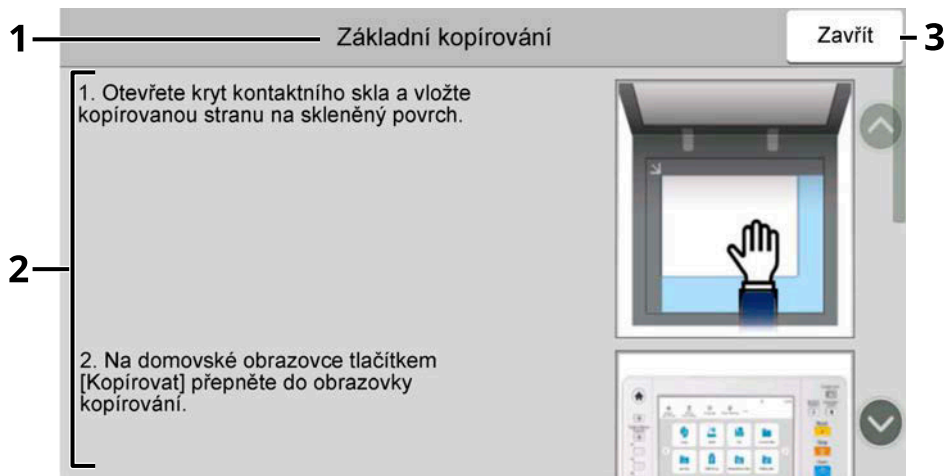 1
Základní kopírování
Zavřít
3
1. Otevřete kryt kontaktního skla a vložte
kopírovanou stranu na skleněný povrch.
2
2. Na domovské obrazovce tlačítkem
[Kopírovat] přepněte do obrazovky
kopírování.